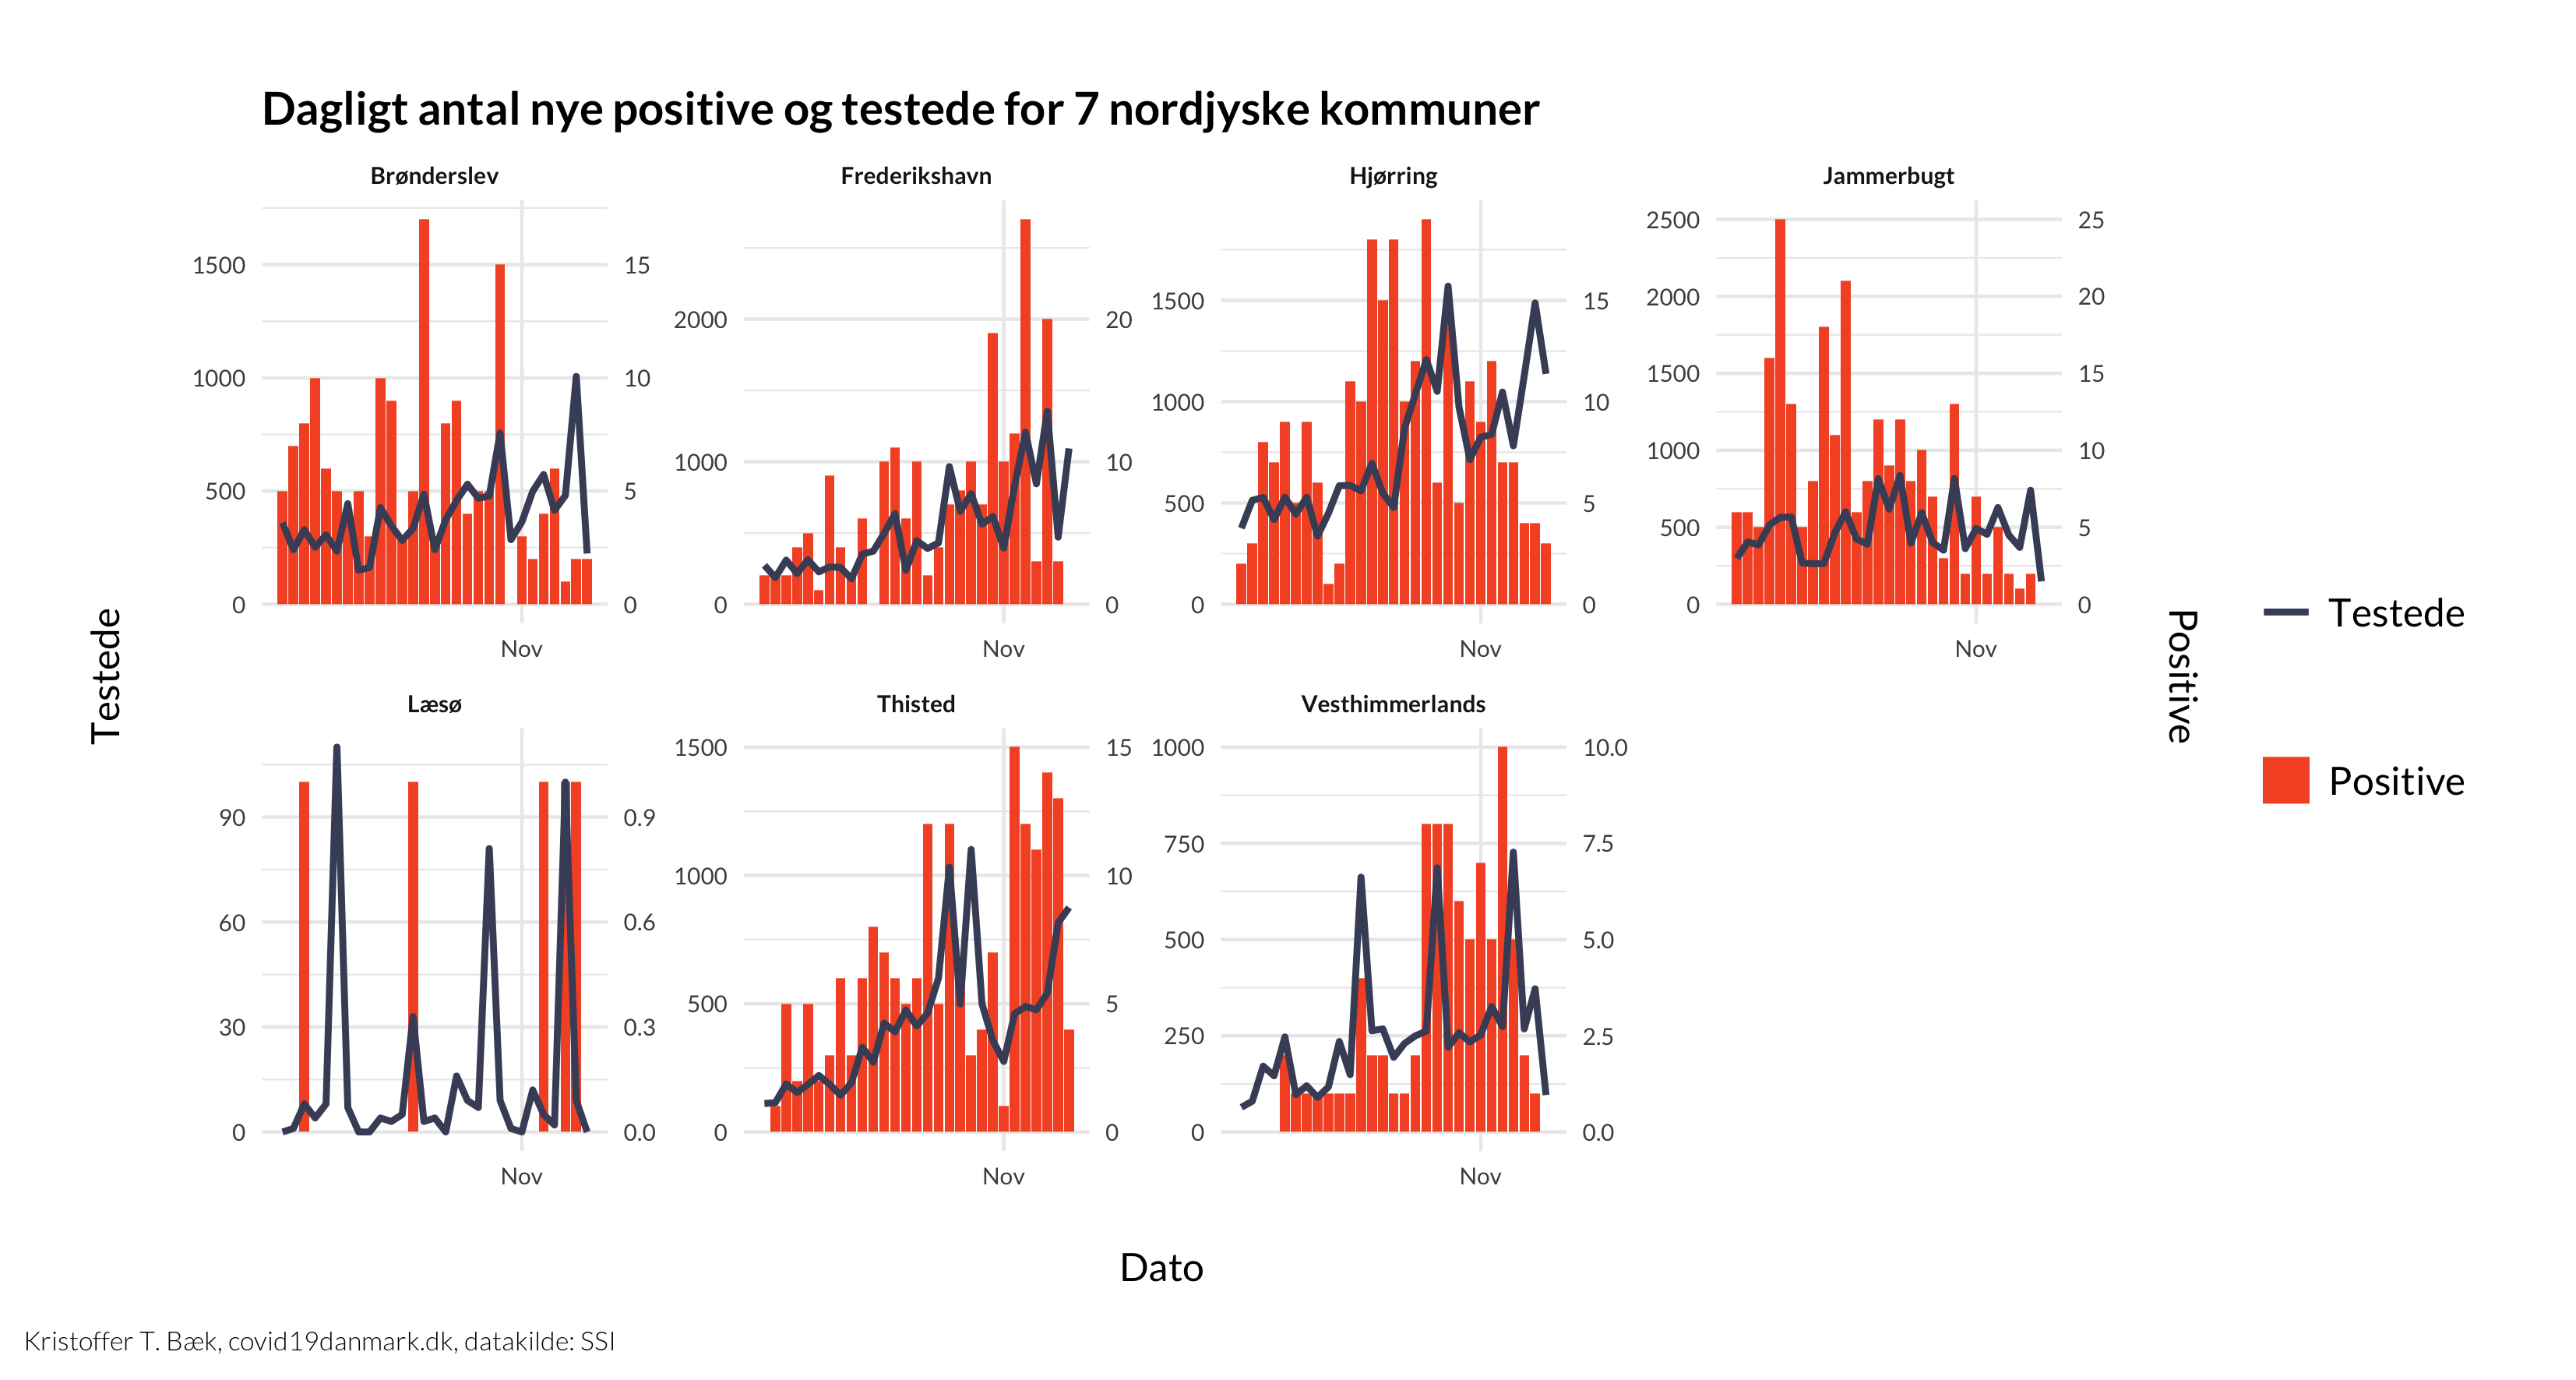 Dagligt antal nye positive og testede for 7 nordjyske kommuner
Brønderslev
Frederikshavn
Hjørring
Jammerbugt
1500
1000
500
0
15
10
5
0
Nov
2000
1000
0
20
10
0
Nov
1500
1000
500
0
15
10
5
0
Nov
2500
2000
1500
1000
500
0
25
20
15
10
5
0
Nov
Testede
Positive
Testede
Positive
Læsø
Thisted
Vesthimmerlands
90
60
30
0
0.9
0.6
0.3
0.0
Nov
1500
1000
500
0
15
10
5
0
Nov
1000
750
500
250
0
10.0
7.5
5.0
2.5
0.0
Nov
Dato
Kristoffer T. Bæk, covid19danmark.dk, datakilde: SSI